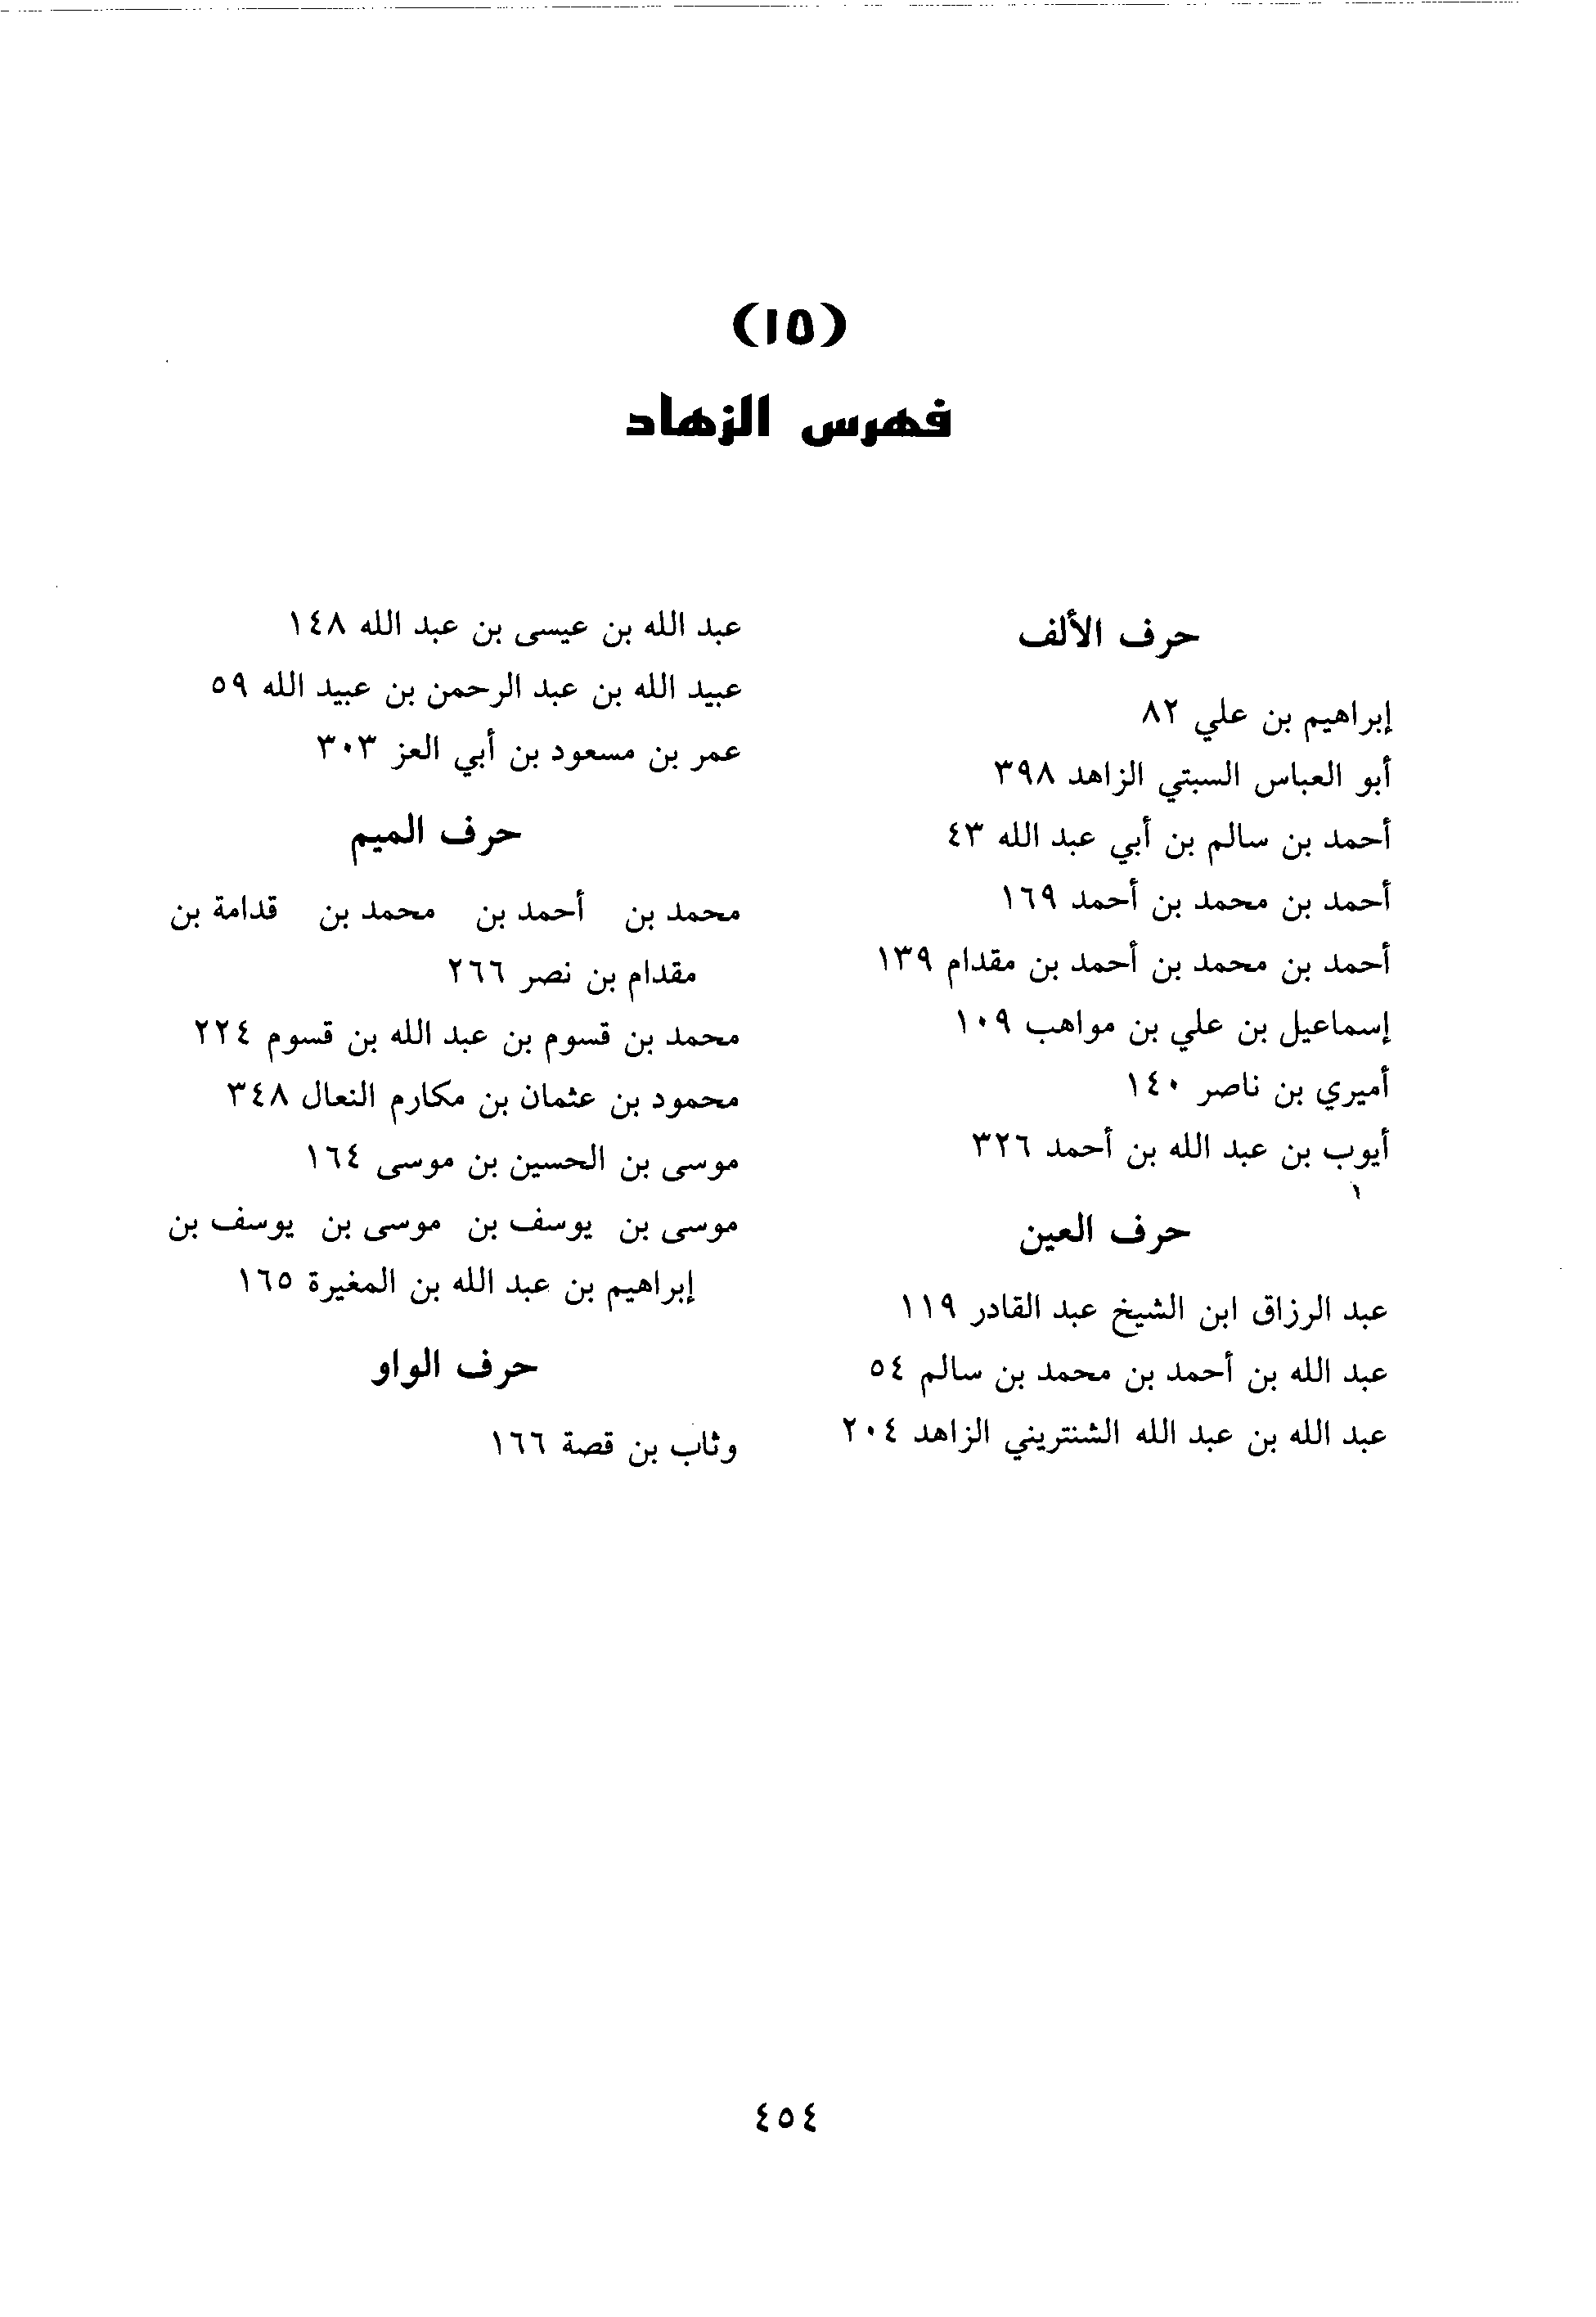 (١٥)
فهرس الزهاد
حرف الألف
إبراهيم بن علي ٨٢
أبو العباس السبتي الزاهد ٣٩٨
أحمد بن سالم بن أبي عبد الله ٤٣
أحمد بن محمد بن أحمد ١٦٩
أحمد بن محمد بن أحمد بن مقدام ١٣٩
إسماعيل بن علي بن مواهب ١٠٩
أميري بن ناصر ١٤٠
أيوب بن عبد الله بن أحمد ٣٢٦
حرف العين
عبد الرزاق ابن الشيخ عبد القادر ١١٩
عبد الله بن أحمد بن محمد بن سالم ٥٤
عبد الله بن عبد الله الشنتريني الزاهد ٢٠٤
عبد الله بن عيسى بن عبد الله ١٤٨
عبيد الله بن عبد الرحمن بن عبيد الله ٥٩
عمر بن مسعود بن أبي العز ٣٠٣
حرف الميم
محمد بن أحمد بن محمد بن قدامة بن
مقدام بن نصر ٢٦٦
محمد بن قسوم بن عبد الله بن قسوم ٢٢٤
محمود بن عثمان بن مكارم النعال ٣٤٨
موسى بن الحسين بن موسى ١٦٤
موسى بن يوسف بن موسى بن يوسف بن
إبراهيم بن عبد الله بن المغيرة ١٦٥
حرف الواو
وثاب بن قصة ١٦٦
٤٥٤